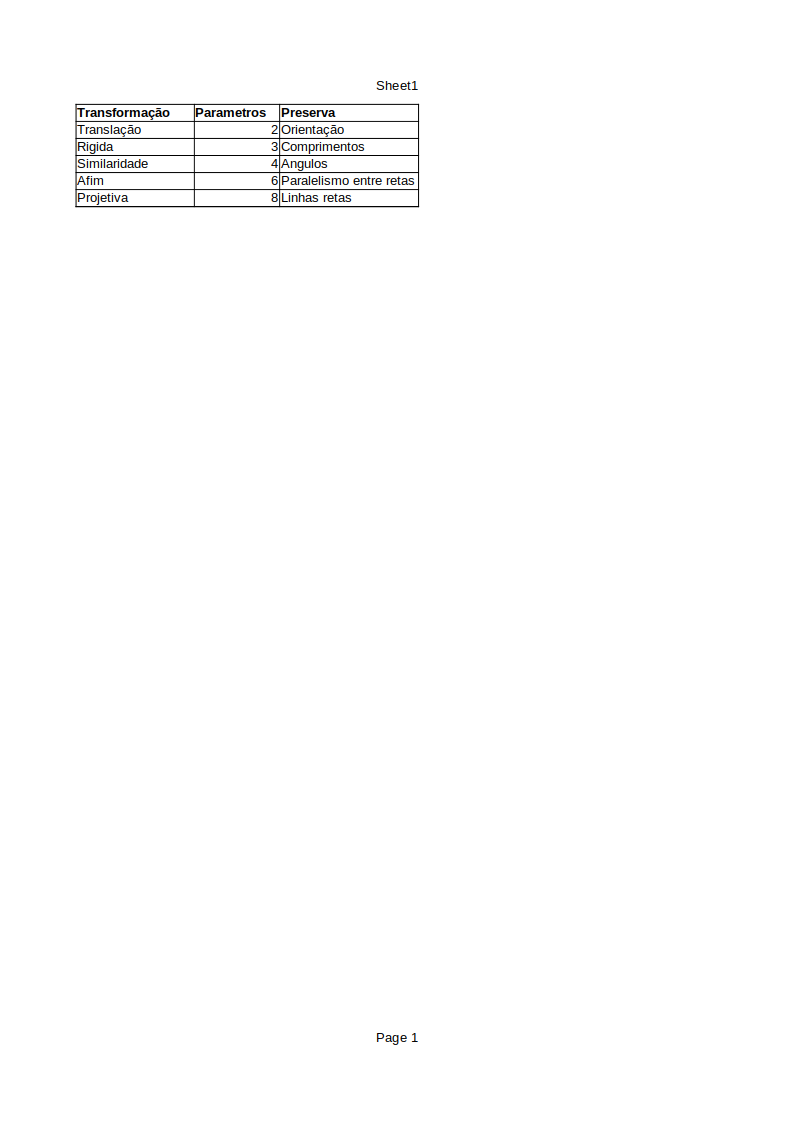 Sheet1
Transformação Parametros Preserva
Translação 2 Orientação
Rigida 3 Comprimentos
Similaridade 4 Angulos
Afim 6 Paralelismo entre retas
Projetiva 8 Linhas retas
Page 1